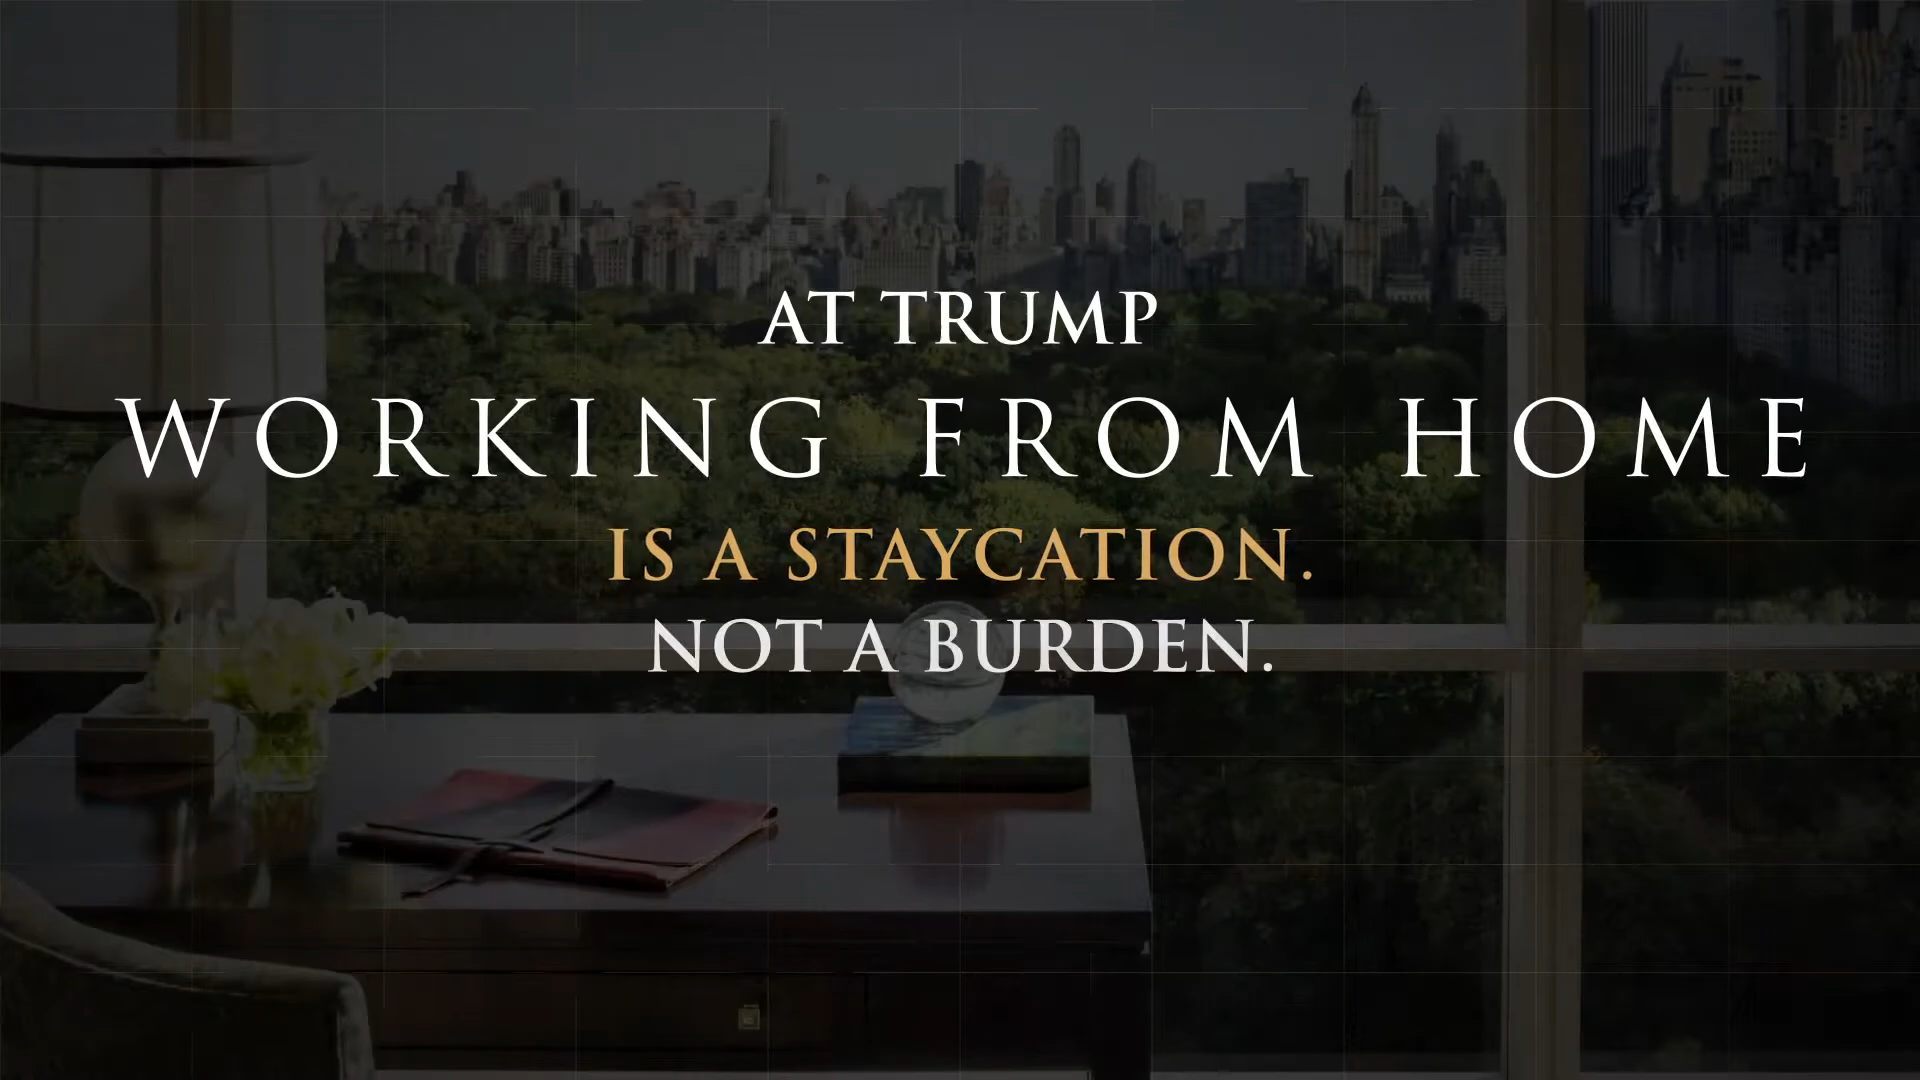 AT TRUMP
WORKING FROM HOME
IS A STAYCATION.
NOT A BURDEN.